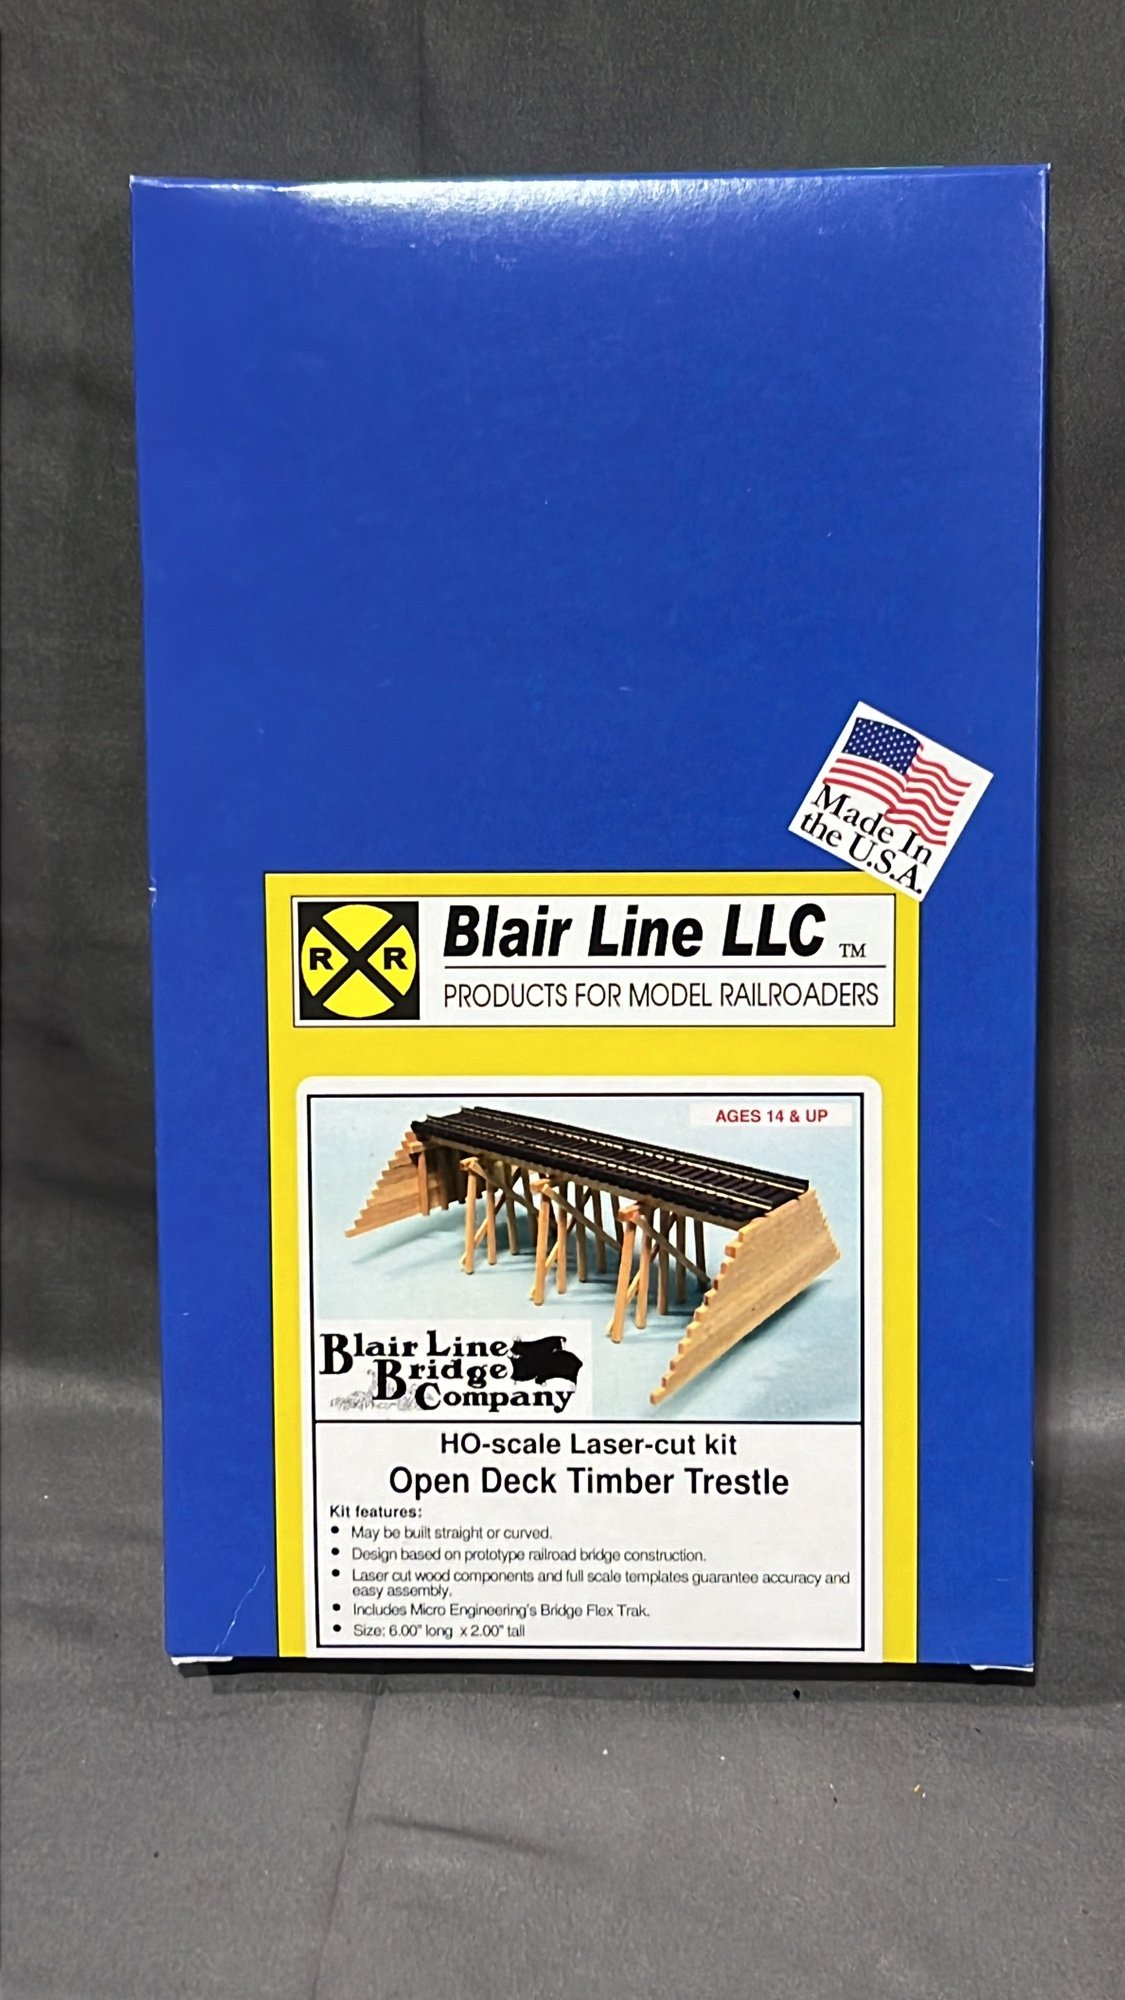 Made In
the U.S.A.
R R
Blair Line LLC TM
PRODUCTS FOR MODEL RAILROADERS
AGES 14 & UP
Blair Line
Bridge
Company
HO-scale Laser-cut kit
Open Deck Timber Trestle
Kit features:
• May be built straight or curved.
• Design based on prototype railroad bridge construction.
• Laser cut wood components and full scale templates guarantee accuracy and
easy assembly.
• Includes Micro Engineering's Bridge Flex Trak.
• Size: 6.00" long x 2.00" tall